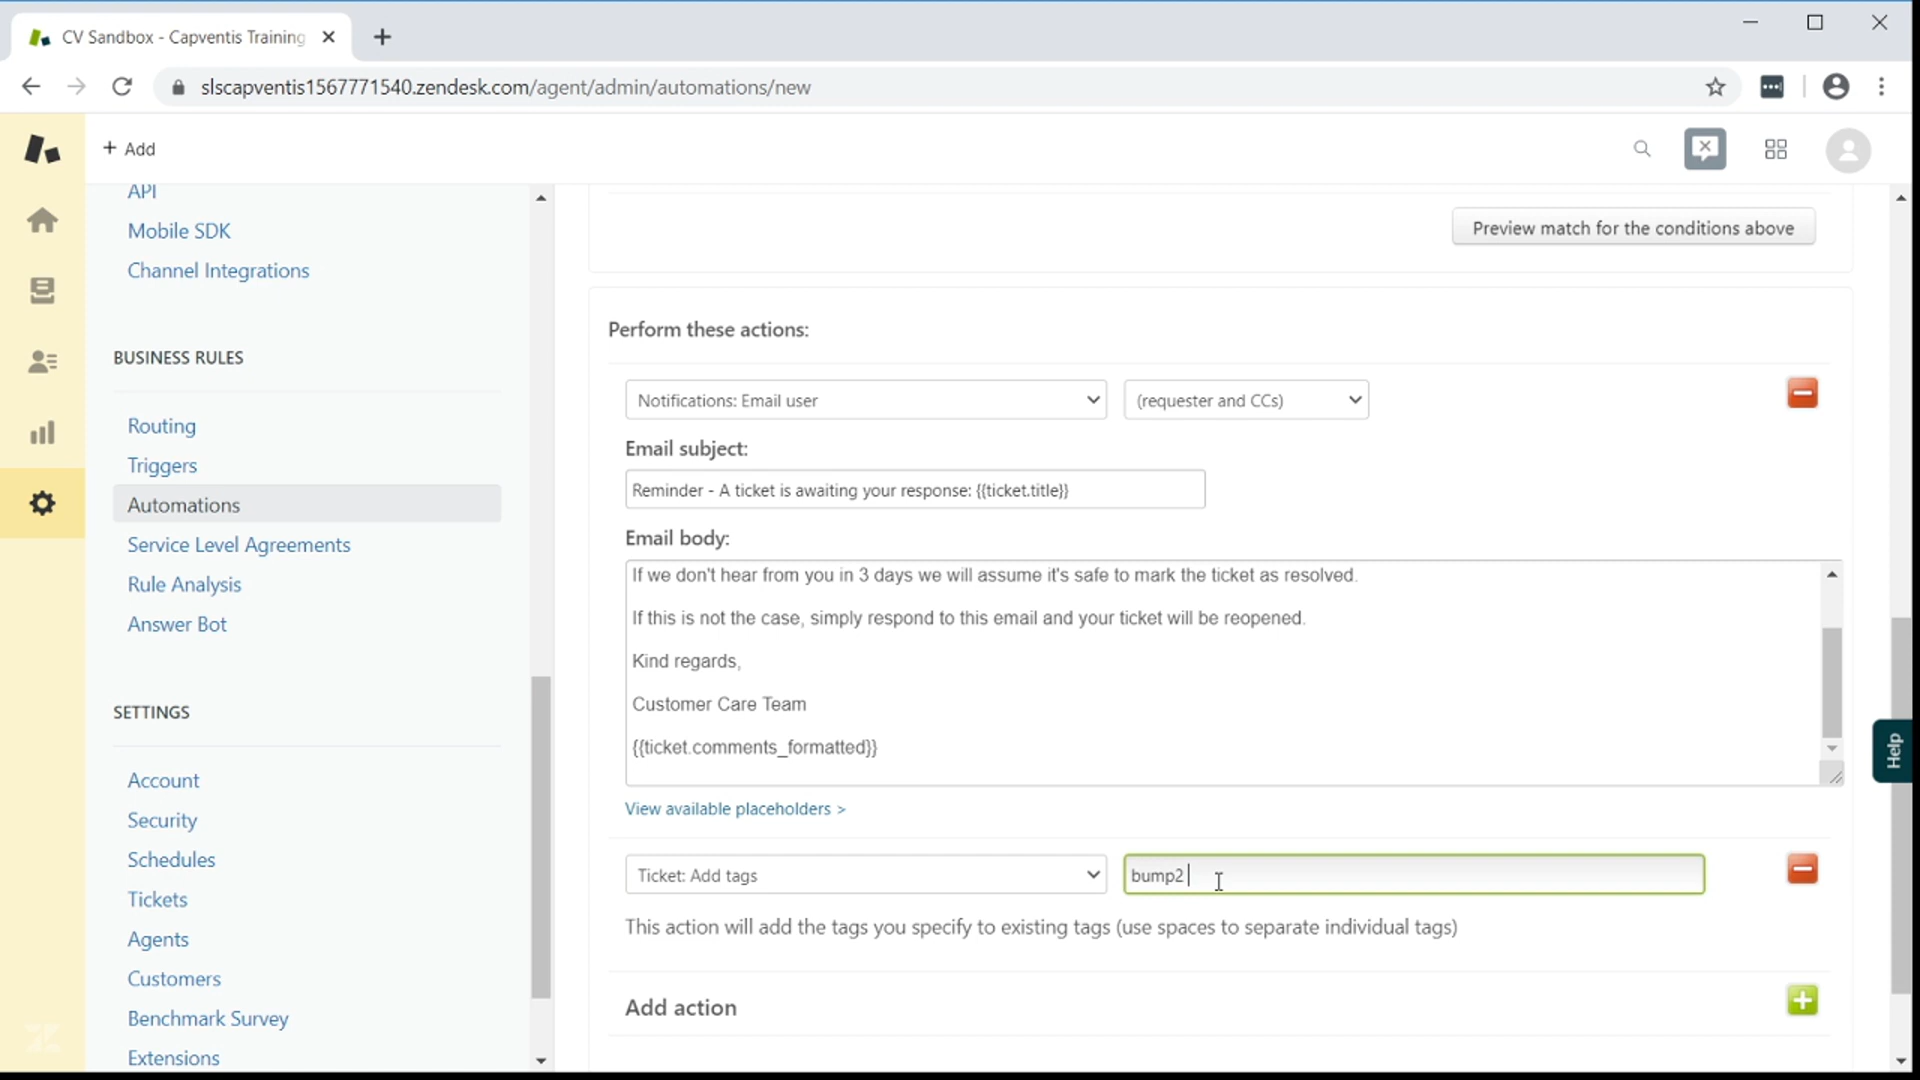 CV Sandbox - Capventis Training
slscapventis1567771540.zendesk.com/agent/admin/automations/new
+ Add
API
Mobile SDK
Channel Integrations
BUSINESS RULES
Routing
Triggers
Automations
Service Level Agreements
Rule Analysis
Answer Bot
SETTINGS
Account
Security
Schedules
Tickets
Agents
Customers
Benchmark Survey
Extensions
Preview match for the conditions above
Perform these actions:
Notifications: Email user
(requester and CCs)
Email subject:
Reminder - A ticket is awaiting your response: {{ticket.title}}
Email body:
If we don't hear from you in 3 days we will assume it's safe to mark the ticket as resolved.
If this is not the case, simply respond to this email and your ticket will be reopened.
Kind regards,
Customer Care Team
{{ticket.comments_formatted}}
View available placeholders >
Ticket: Add tags
bump2
This action will add the tags you specify to existing tags (use spaces to separate individual tags)
Add action
Help